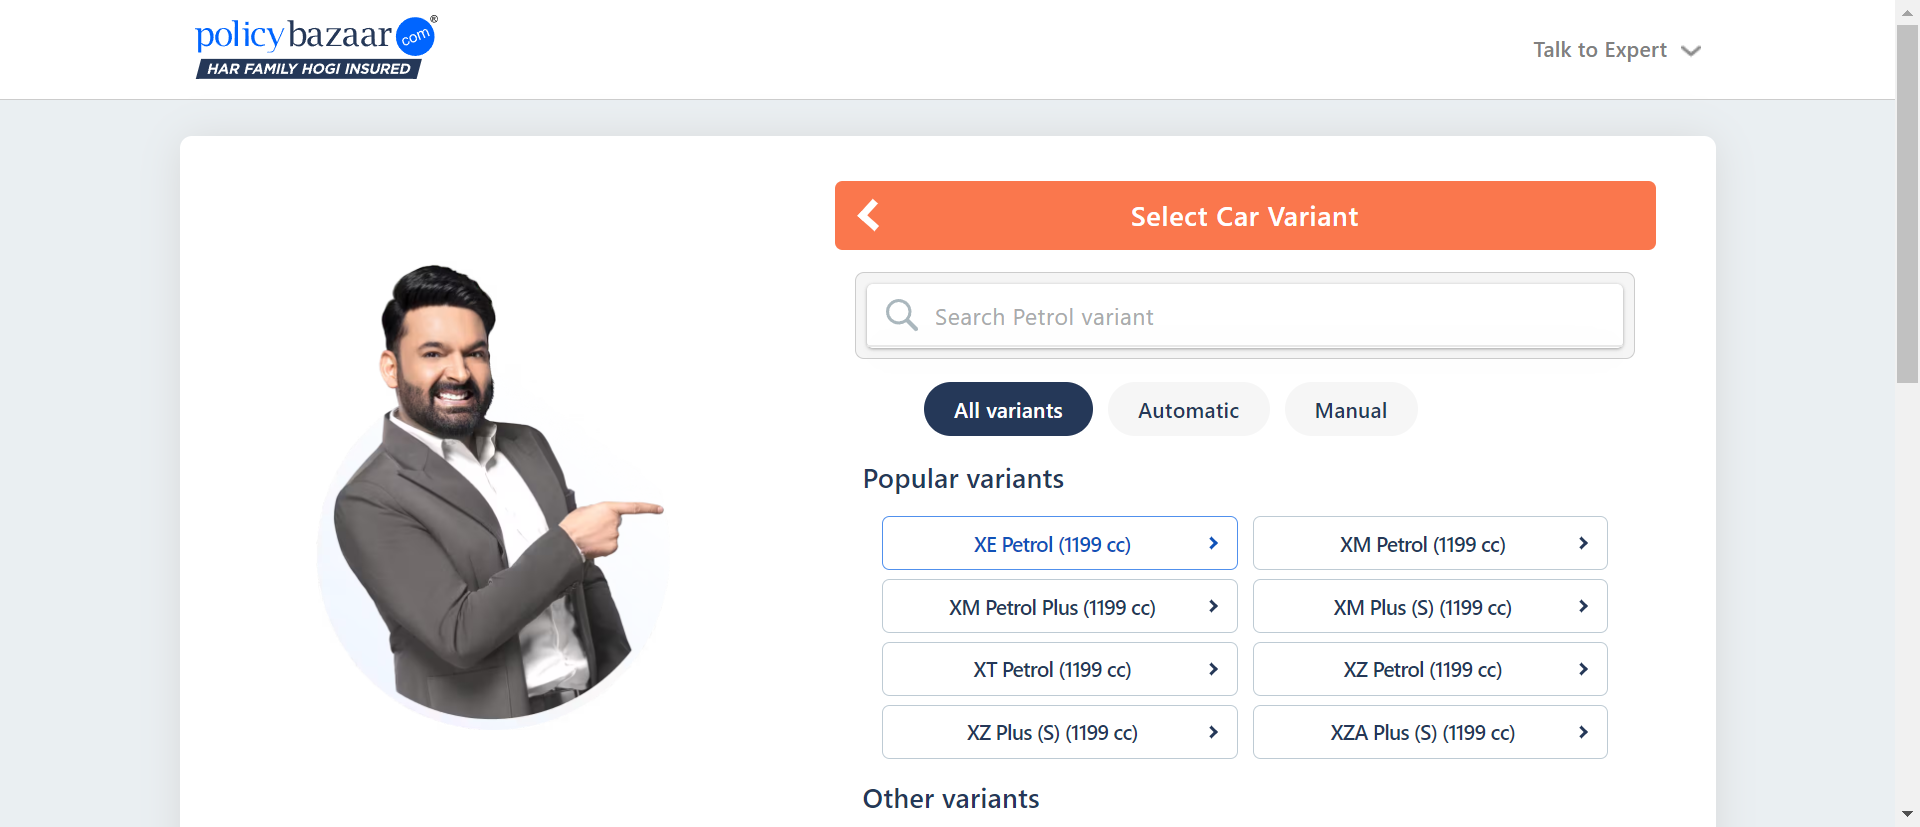 policybazaar com ®
HAR FAMILY HOGI INSURED
Talk to Expert
Select Car Variant
Search Petrol variant
All variants
Automatic
Manual
Popular variants
XE Petrol (1199 cc)
XM Petrol (1199 cc)
XM Petrol Plus (1199 cc)
XM Plus (S) (1199 cc)
XT Petrol (1199 cc)
XZ Petrol (1199 cc)
XZ Plus (S) (1199 cc)
XZA Plus (S) (1199 cc)
Other variants